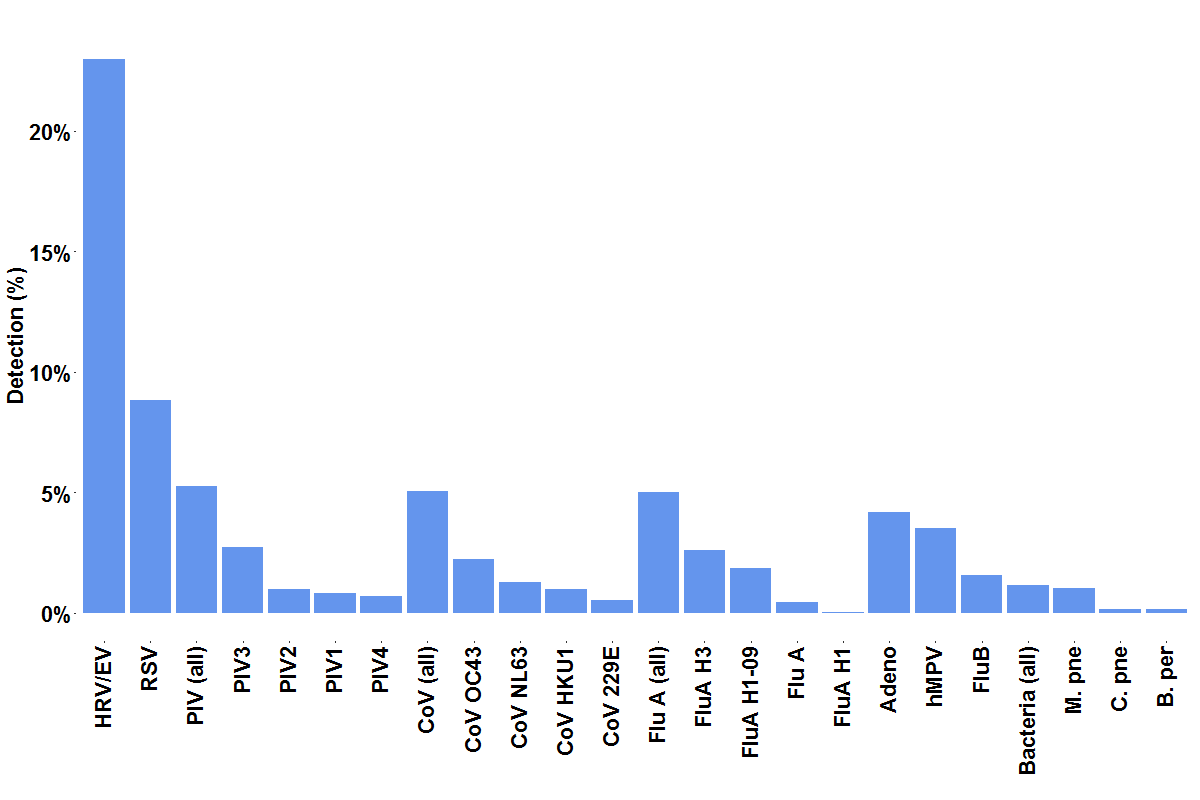 Detection (%)
20%
15%
10%
5%
0%
HRV/EV
RSV
PIV (all)
PIV3
PIV2
PIV1
PIV4
CoV (all)
CoV OC43
CoV NL63
CoV HKU1
CoV 229E
Flu A (all)
FluA H3
FluA H1-09
Flu A
FluA H1
Adeno
hMPV
FluB
Bacteria (all)
M. pne
C. pne
B. per